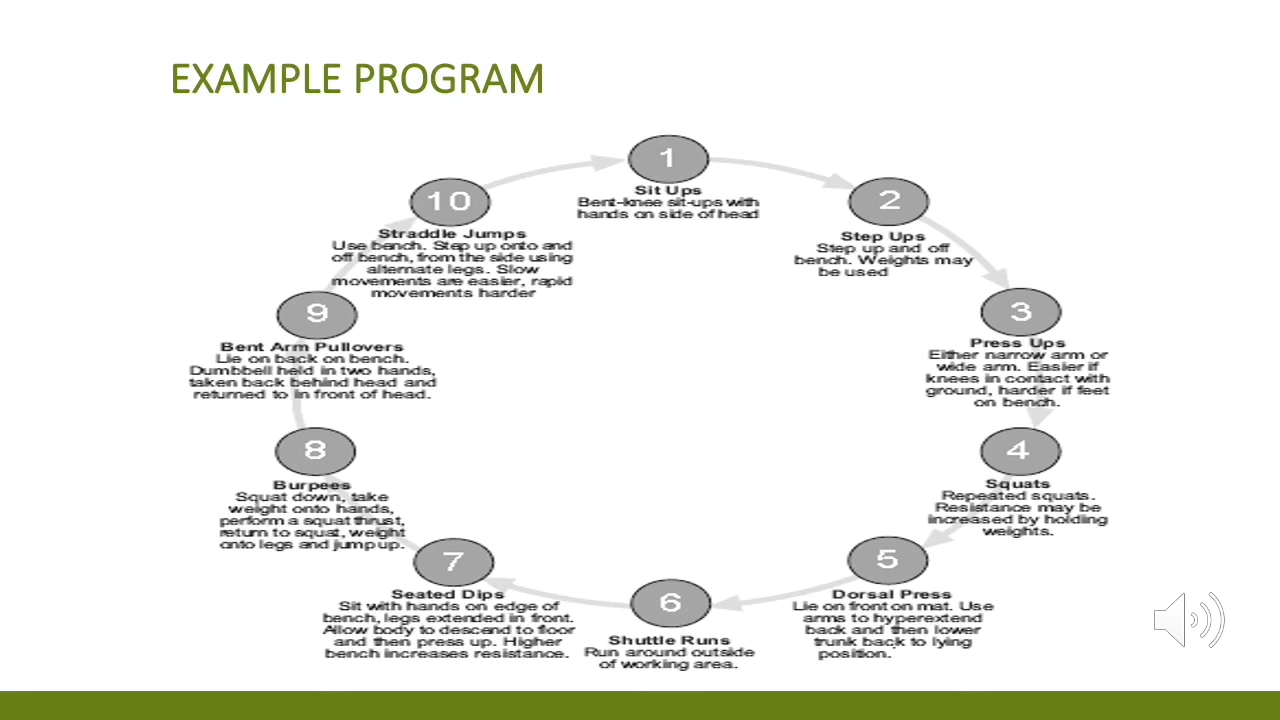 EXAMPLE PROGRAM
1
Sit Ups
Bent-knee sit-ups with
hands on side of head
2
Step Ups
Step up and off
bench. Weights may
be used
3
Press Ups
Either narrow arm or
wide arm. Easier if
knees in contact with
ground, harder if feet
on bench.
4
Squats
Repeated squats.
Resistance may be
increased by holding
weights.
5
Dorsal Press
Lie on front on mat. Use
arms to hyperextend
back and then lower
trunk back to lying
position.
6
Shuttle Runs
Run around outside
of working area.
7
Seated Dips
Sit with hands on edge of
bench, legs extended in front.
Allow body to descend to floor
and then press up. Higher
bench increases resistance.
8
Burpees
Squat down, take
weight onto hands,
perform a squat thrust,
return to squat, weight
onto legs and jump up.
9
Bent Arm Pullovers
Lie on back on bench.
Dumbbell held in two hands,
taken back behind head and
returned to in front of head.
10
Straddle Jumps
Use bench. Step up onto and
off bench, from the side using
alternate legs. Slow
movements are easier, rapid
movements harder